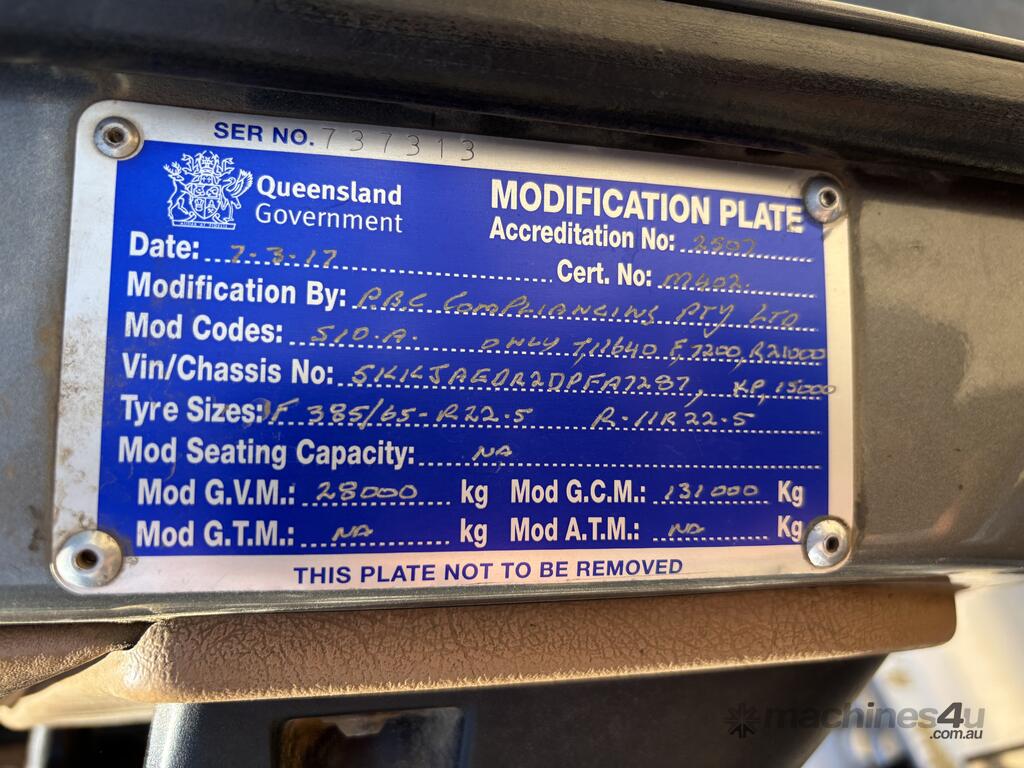 SER NO. 737313
Queensland
Government
MODIFICATION PLATE
Accreditation No: 2507
Date: 7-3-17
Cert. No: M402.
Modification By: P.B.C COMPLIANCING PTY LTD
Mod Codes: S10.A. ONLY T,11640 F,7200, R,21000
Vin/Chassis No: 5KKJAEDR2DPFA7287, KP,15000
Tyre Sizes: F 385/65-R22.5 R-11R22.5
Mod Seating Capacity: NA
Mod G.V.M.: 28000 kg Mod G.C.M.: 131000 Kg
Mod G.T.M.: NA kg Mod A.T.M.: NA Kg
THIS PLATE NOT TO BE REMOVED
machines4u
.com.au